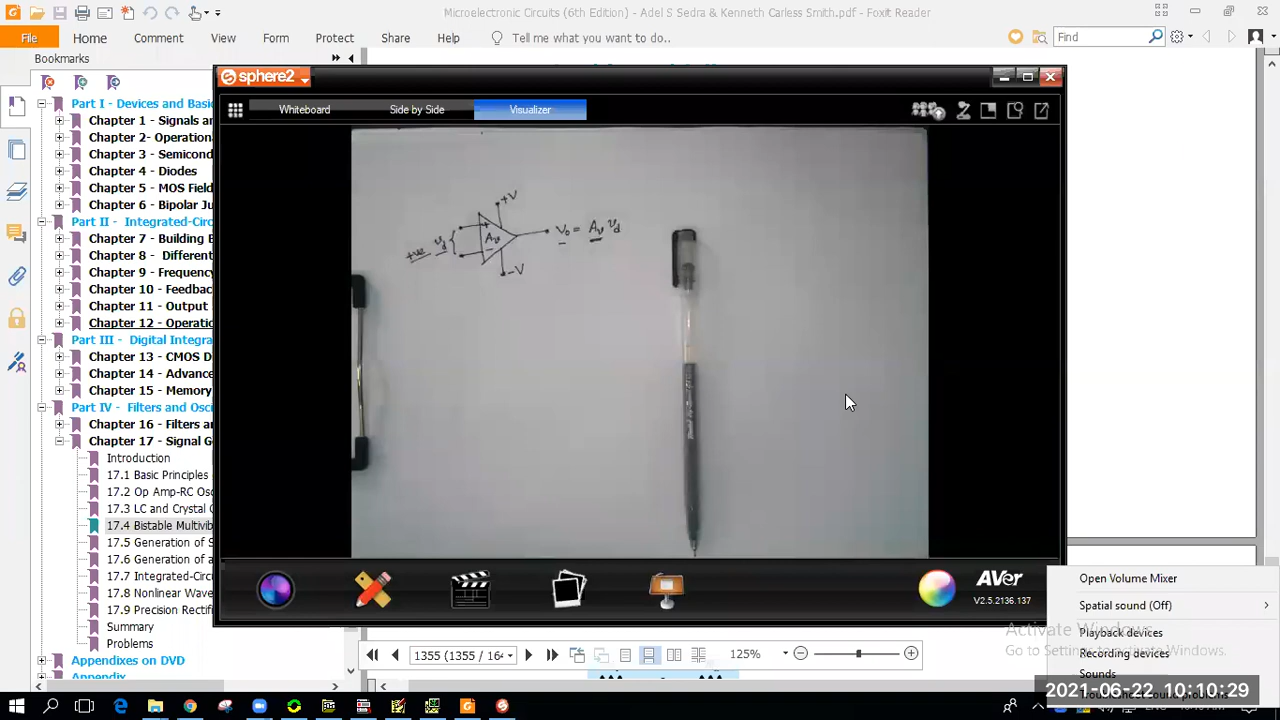 Microelectronic Circuits (6th Edition) - Adel S Sedra & Kenneth Carless Smith.pdf - Foxit Reader
File Home Comment View Form Protect Share Help Tell me what you want to do.. Find
Bookmarks
Part I - Devices and Basic
Chapter 1 - Signals an
Chapter 2- Operation
Chapter 3 - Semicond
Chapter 4 - Diodes
Chapter 5 - MOS Field
Chapter 6 - Bipolar Ju
Part II - Integrated-Circ
Chapter 7 - Building B
Chapter 8 - Different
Chapter 9 - Frequency
Chapter 10 - Feedback
Chapter 11 - Output
Chapter 12 - Operatio
Part III - Digital Integra
Chapter 13 - CMOS D
Chapter 14 - Advance
Chapter 15 - Memory
Part IV - Filters and Osci
Chapter 16 - Filters an
Chapter 17 - Signal G
Introduction
17.1 Basic Principles
17.2 Op Amp-RC Osc
17.3 LC and Crystal O
17.4 Bistable Multivib
17.5 Generation of S
17.6 Generation of a
17.7 Integrated-Circu
17.8 Nonlinear Wave
17.9 Precision Rectif
Summary
Problems
Appendixes on DVD
Appendix
sphere2
Whiteboard Side by Side Visualizer
+V
+ve vd + Av - Vo = Av vd
-V
AVer
V2.5.2136.137
Open Volume Mixer
Spatial sound (Off)
Playback devices
Recording devices
Sounds
Troubleshoot sound problems
Activate Windows
Go to Settings to activate Windows.
1355 (1355 / 16 125%
2021-06-22 10:10:29